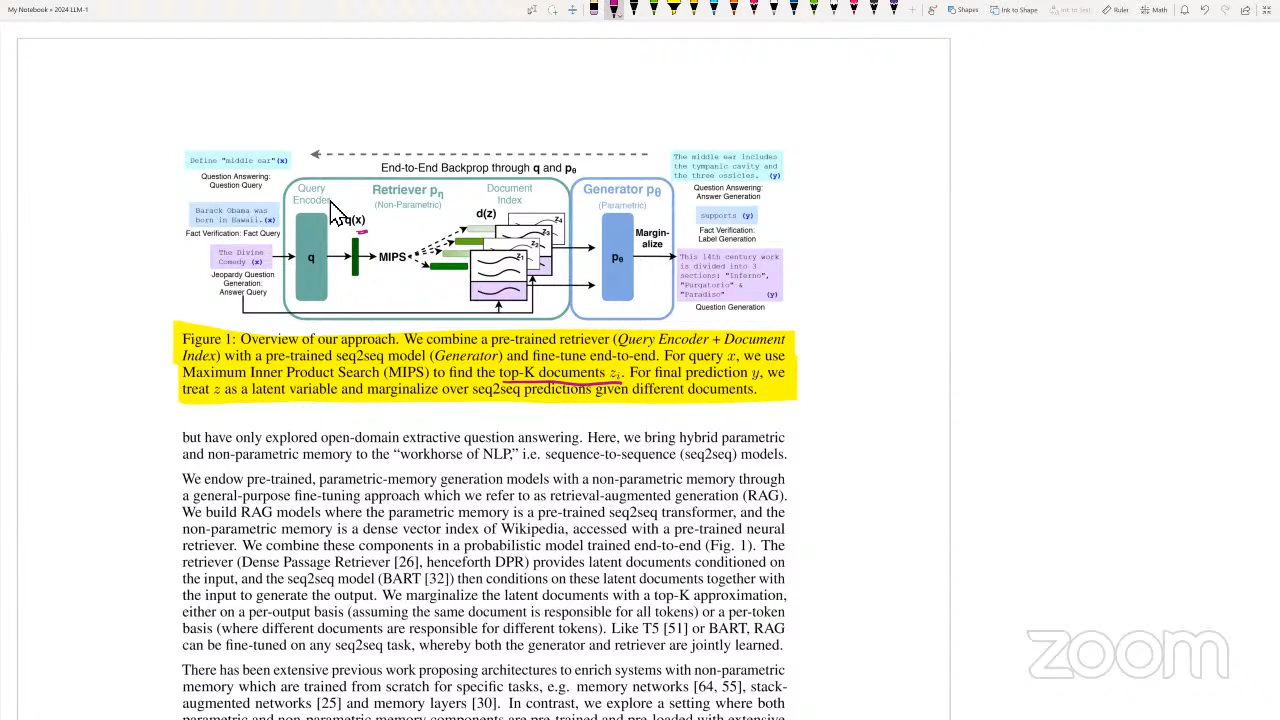 My Notebook » 2024 LLM-1
Shapes
Ink to Shape
Ink to Text
Ruler
Math
Define "middle ear"(x)
Question Answering:
Question Query
Barack Obama was
born in Hawaii.(x)
Fact Verification: Fact Query
The Divine
Comedy (x)
Jeopardy Question
Generation:
Answer Query
End-to-End Backprop through q and pθ
Query
Encoder
Retriever pη
(Non-Parametric)
Document
Index
q
q(x)
MIPS
d(z)
z4
z3
z2
z1
Generator pθ
(Parametric)
pθ
Margin-
alize
The middle ear includes
the tympanic cavity and
the three ossicles. (y)
Question Answering:
Answer Generation
supports (y)
Fact Verification:
Label Generation
This 14th century work
is divided into 3
sections: "Inferno",
"Purgatorio" &
"Paradiso" (y)
Question Generation
Figure 1: Overview of our approach. We combine a pre-trained retriever (Query Encoder + Document
Index) with a pre-trained seq2seq model (Generator) and fine-tune end-to-end. For query x, we use
Maximum Inner Product Search (MIPS) to find the top-K documents zi. For final prediction y, we
treat z as a latent variable and marginalize over seq2seq predictions given different documents.
but have only explored open-domain extractive question answering. Here, we bring hybrid parametric
and non-parametric memory to the “workhorse of NLP,” i.e. sequence-to-sequence (seq2seq) models.
We endow pre-trained, parametric-memory generation models with a non-parametric memory through
a general-purpose fine-tuning approach which we refer to as retrieval-augmented generation (RAG).
We build RAG models where the parametric memory is a pre-trained seq2seq transformer, and the
non-parametric memory is a dense vector index of Wikipedia, accessed with a pre-trained neural
retriever. We combine these components in a probabilistic model trained end-to-end (Fig. 1). The
retriever (Dense Passage Retriever [26], henceforth DPR) provides latent documents conditioned on
the input, and the seq2seq model (BART [32]) then conditions on these latent documents together with
the input to generate the output. We marginalize the latent documents with a top-K approximation,
either on a per-output basis (assuming the same document is responsible for all tokens) or a per-token
basis (where different documents are responsible for different tokens). Like T5 [51] or BART, RAG
can be fine-tuned on any seq2seq task, whereby both the generator and retriever are jointly learned.
There has been extensive previous work proposing architectures to enrich systems with non-parametric
memory which are trained from scratch for specific tasks, e.g. memory networks [64, 55], stack-
augmented networks [25] and memory layers [30]. In contrast, we explore a setting where both
parametric and non-parametric memory components are pre-trained and pre-loaded with extensive
zoom